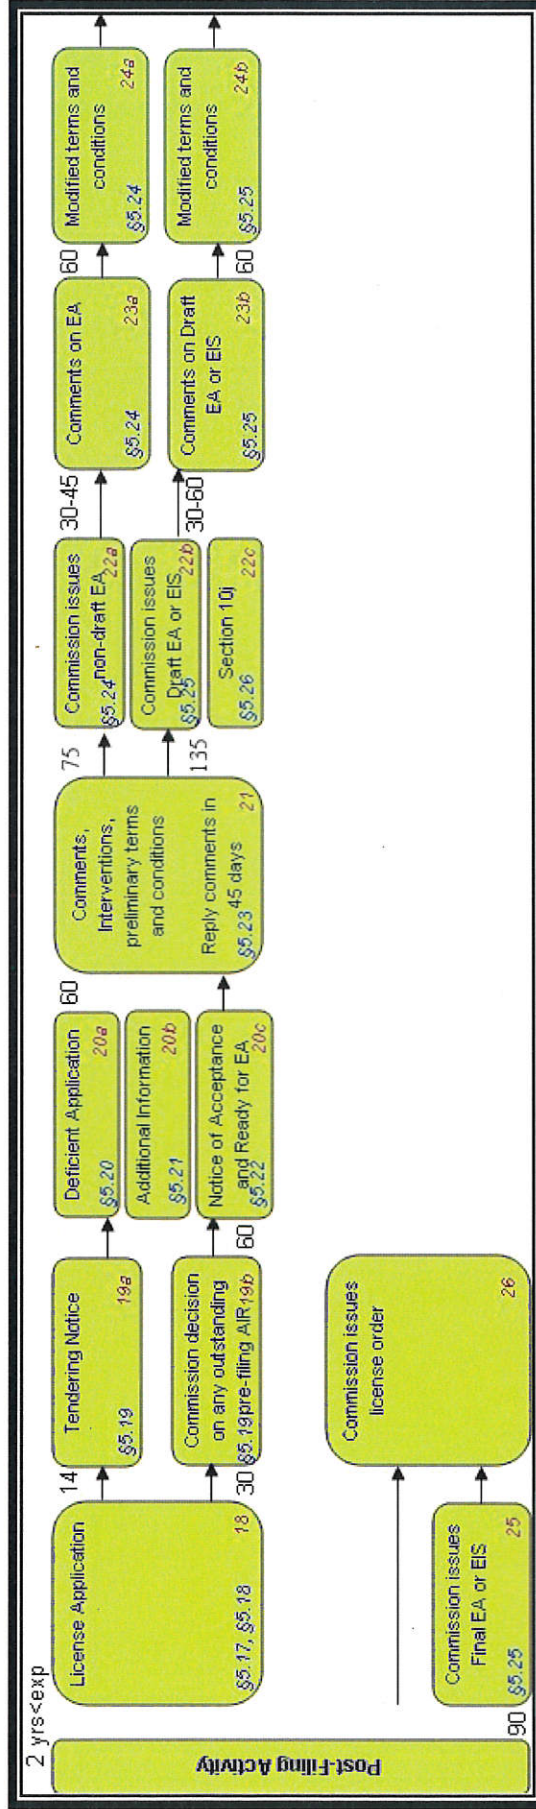 2 yrs<exp
Post-Filing Activity
License Application
§5.17, §5.18 18
14
Tendering Notice
§5.19 19a
30
Commission decision
on any outstanding
§5.19 pre-filing AIR 19b
Deficient Application
§5.20 20a
Additional Information
§5.21 20b
60
Notice of Acceptance
and Ready for EA
§5.22 20c
60
Comments,
Interventions,
preliminary terms
and conditions
Reply comments in
§5.23 45 days 21
75
Commission issues
non-draft EA
§5.24 22a
135
Commission issues
Draft EA or EIS
§5.25 22b
Section 10j
§5.26 22c
30-45
Comments on EA
§5.24 23a
30-60
Comments on Draft
EA or EIS
§5.25 23b
60
Modified terms and
conditions
§5.24 24a
60
Modified terms and
conditions
§5.25 24b
90
Commission issues
Final EA or EIS
§5.25 25
Commission issues
license order
26